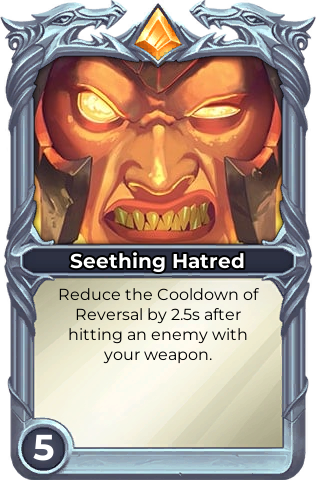 Seething Hatred
Reduce the Cooldown of
Reversal by 2.5s after
hitting an enemy with
your weapon.
5